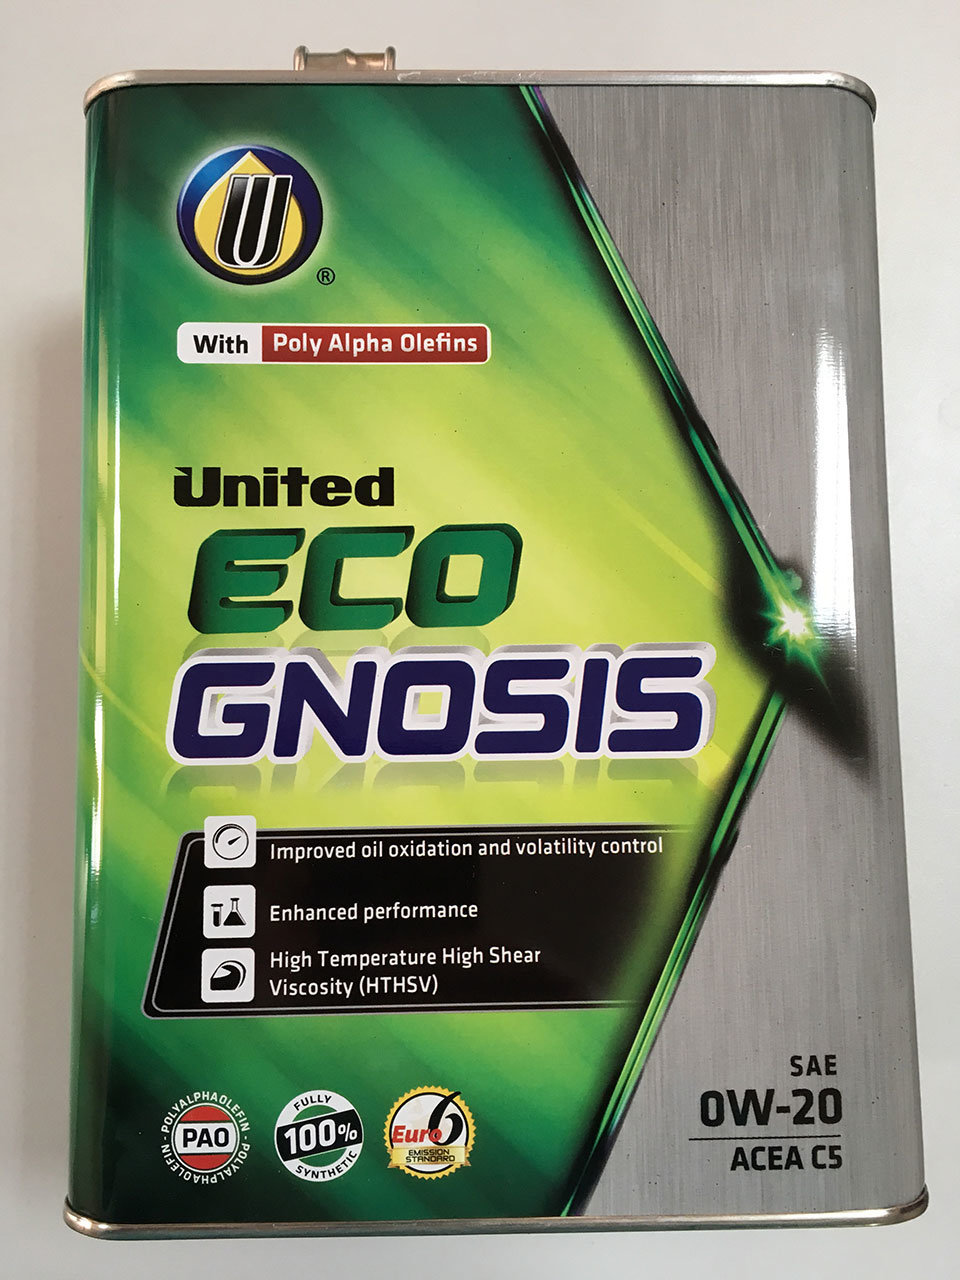 U
®
With Poly Alpha Olefins
United
ECO
GNOSIS
Improved oil oxidation and volatility control
Enhanced performance
High Temperature High Shear
Viscosity (HTHSV)
SAE
0W-20
ACEA C5
POLYALPHAOLEFIN - POLYALPHAOLEFIN -
PAO
FULLY
100%
SYNTHETIC
Euro 6
EMISSION
STANDARD